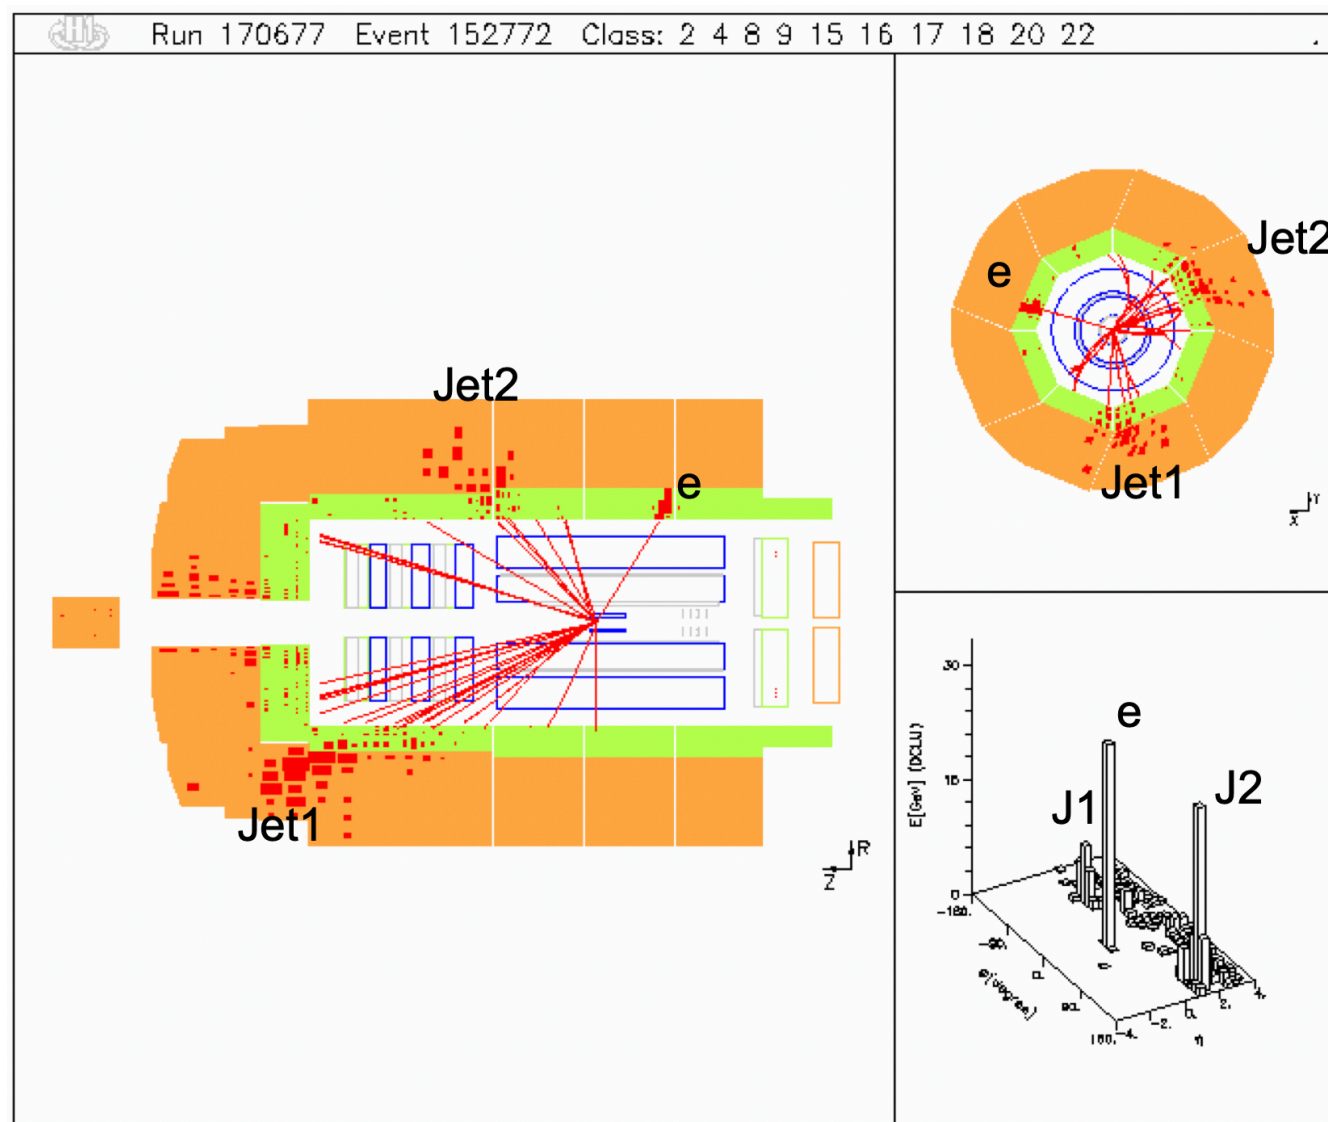 H1 Run 170677 Event 152772 Class: 2 4 8 9 15 16 17 18 20 22
Jet2
e
Jet1
R
Z
Jet2
e
Jet1
Y
X
E[GeV] (DCLU)
30
15
0
e
J1
J2
-180.
-90.
0.
90.
180.
-4.
-2.
0.
2.
4.
η